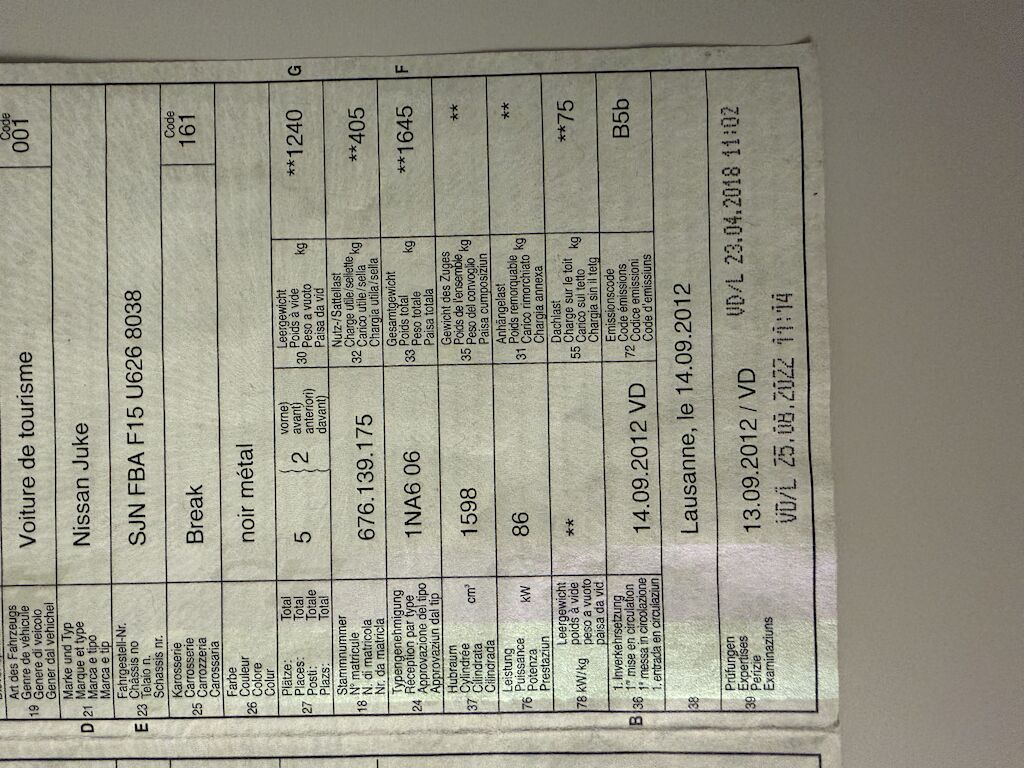 Art des Fahrzeugs
Genre de véhicule
19 Genere di veicolo
Gener dal vehichel
Voiture de tourisme
Code
001
Marke und Typ
D 21 Marque et type
Marca e tipo
Marca e tip
Nissan Juke
Fahrgestell-Nr.
E 23 Châssis no
Telaio n.
Schassis nr.
SJN FBA F15 U626 8038
Karosserie
25 Carrosserie
Carrozzeria
Carossaria
Break
Code
161
Farbe
26 Couleur
Colore
Colur
noir métal
Plätze: Total
27 Places: Total
Posti: Totale
Plazs: Total
5
2
vorne)
avant)
anteriori)
davant)
Leergewicht
30 Poids à vide
Peso a vuoto kg
Paisa da vid
**1240
G
Stammnummer
18 N° matricule
N. di matricola
Nr. da matricla
676.139.175
Nutz-/Sattellast
32 Charge utile/sellette kg
Carico utile/sella
Chargia utila/sella
**405
Typengenehmigung
24 Réception par type
Approvazione del tipo
Approvaziun dal tip
1NA6 06
Gesamtgewicht
33 Poids total kg
Peso totale
Paisa totala
**1645
F
Hubraum
37 Cylindrée cm³
Cilindrata
Cilindrada
1598
Gewicht des Zuges
35 Poids de l'ensemble kg
Peso del convoglio
Paisa cumposiziun
**
Leistung
76 Puissance kW
Potenza
Prestaziun
86
Anhängelast
31 Poids remorquable kg
Carico rimorchiato
Chargia annexa
**
Leergewicht
78 kW/kg poids à vide
peso a vuoto
paisa da vid
**
Dachlast
55 Charge sur le toit kg
Carico sul tetto
Chargia sin il tetg
**75
1. Inverkehrsetzung
B 36 1re mise en circulation
1a messa in circolazione
1. entrada en circulaziun
14.09.2012 VD
Emissionscode
72 Code émissions
Codice emissioni
Code d'emissiuns
B5b
38
Lausanne, le 14.09.2012
Prüfungen
39 Expertises
Perizie
Examinaziuns
13.09.2012 / VD
VD/L 23.04.2018 11:02
VD/L 25.08.2022 11:14